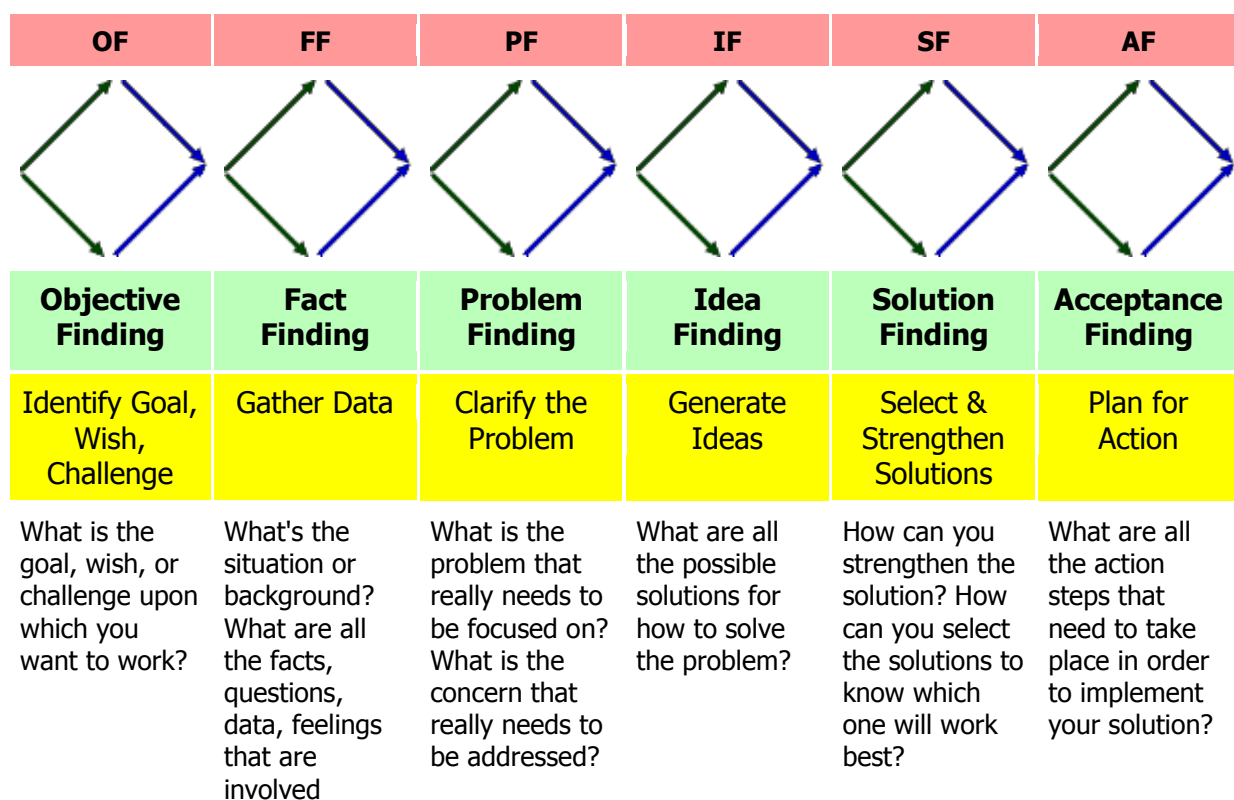 OF
FF
PF
IF
SF
AF
Objective
Finding
Fact
Finding
Problem
Finding
Idea
Finding
Solution
Finding
Acceptance
Finding
Identify Goal,
Wish,
Challenge
Gather Data
Clarify the
Problem
Generate
Ideas
Select &
Strengthen
Solutions
Plan for
Action
What is the
goal, wish, or
challenge upon
which you
want to work?
What's the
situation or
background?
What are all
the facts,
questions,
data, feelings
that are
involved
What is the
problem that
really needs to
be focused on?
What is the
concern that
really needs to
be addressed?
What are all
the possible
solutions for
how to solve
the problem?
How can you
strengthen the
solution? How
can you select
the solutions to
know which
one will work
best?
What are all
the action
steps that
need to take
place in order
to implement
your solution?